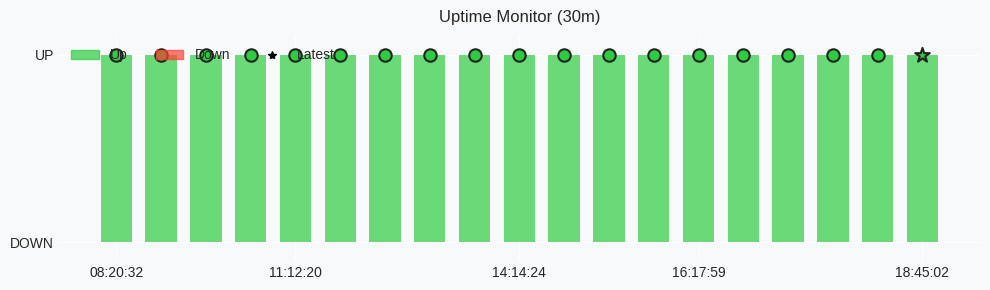 Uptime Monitor (30m)
UP
Up Down Latest
DOWN
08:20:32 11:12:20 14:14:24 16:17:59 18:45:02